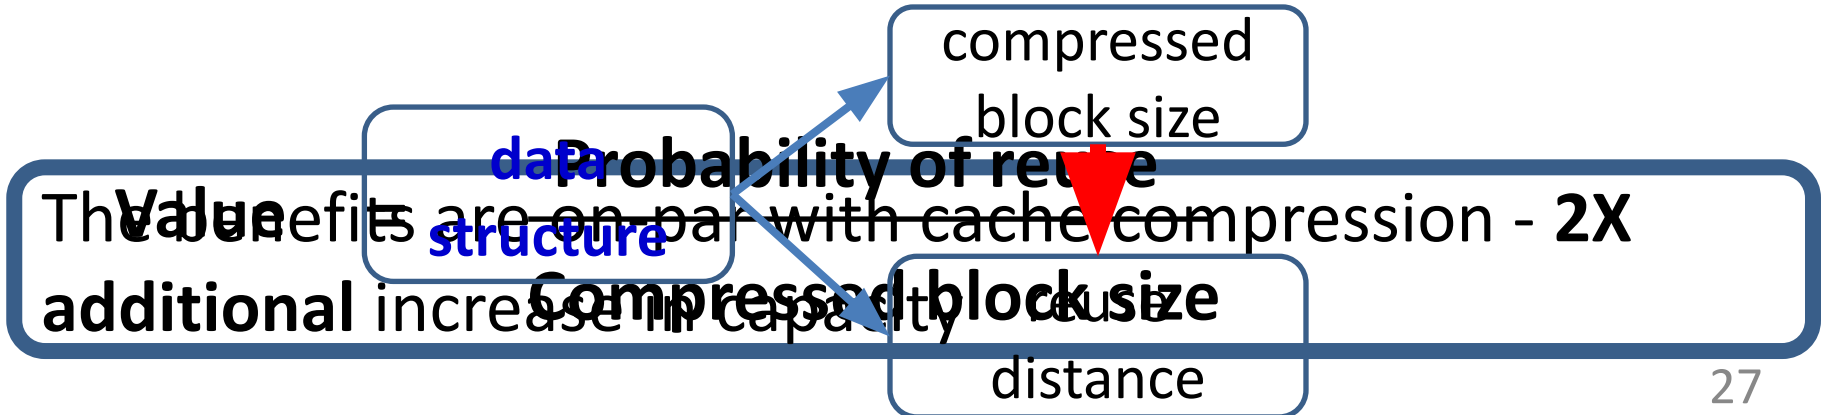 compressed
block size
data
structure
Probability of reuse
Value =
Compressed block size
The benefits are on-par with cache compression - 2X
additional increase in capacity
reuse
distance
27